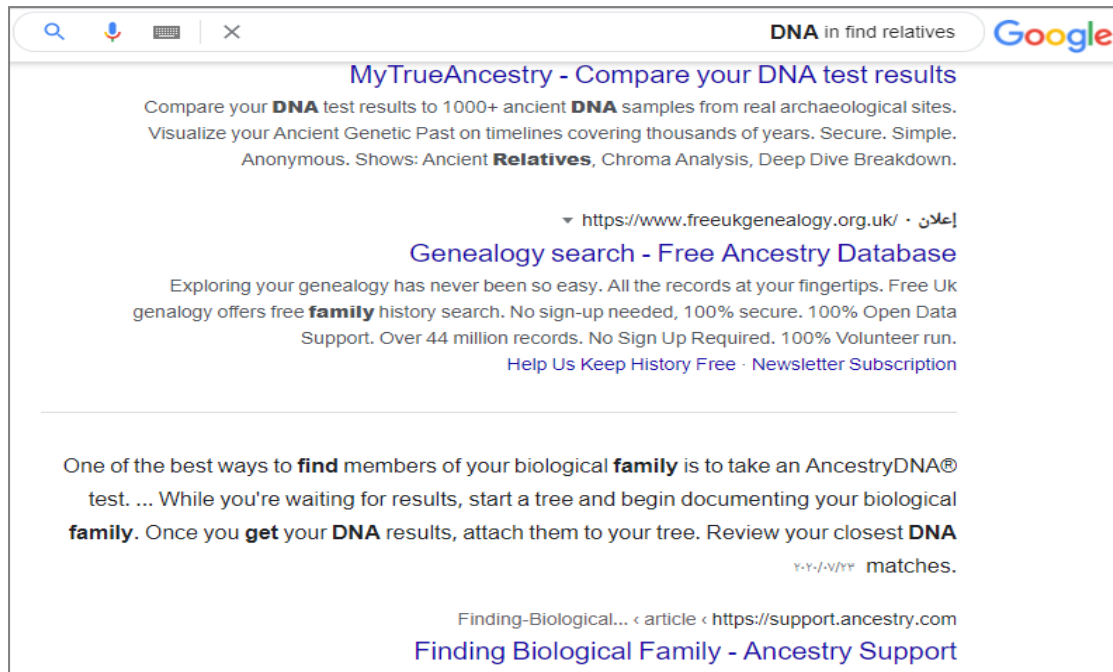 DNA in find relatives Google
MyTrueAncestry - Compare your DNA test results
Compare your DNA test results to 1000+ ancient DNA samples from real archaeological sites.
Visualize your Ancient Genetic Past on timelines covering thousands of years. Secure. Simple.
Anonymous. Shows: Ancient Relatives, Chroma Analysis, Deep Dive Breakdown.
إعلان · https://www.freeukgenealogy.org.uk/
Genealogy search - Free Ancestry Database
Exploring your genealogy has never been so easy. All the records at your fingertips. Free Uk
genalogy offers free family history search. No sign-up needed, 100% secure. 100% Open Data
Support. Over 44 million records. No Sign Up Required. 100% Volunteer run.
Help Us Keep History Free · Newsletter Subscription
One of the best ways to find members of your biological family is to take an AncestryDNA®
test. ... While you're waiting for results, start a tree and begin documenting your biological
family. Once you get your DNA results, attach them to your tree. Review your closest DNA
matches. ٢٠٢٠/٠٧/٢٣
https://support.ancestry.com › article › Finding-Biological...
Finding Biological Family - Ancestry Support